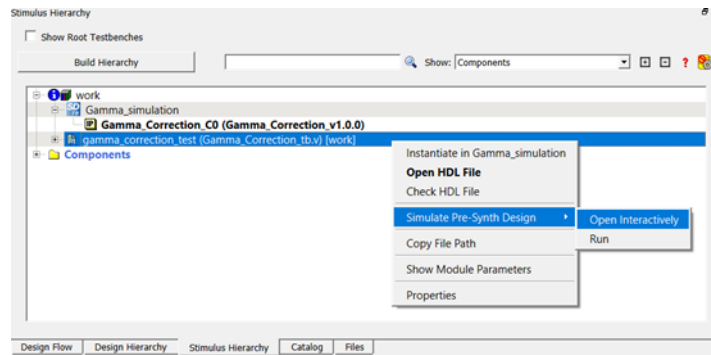 Stimulus Hierarchy
Show Root Testbenches
Build Hierarchy
Show: Components
work
Gamma_simulation
Gamma_Correction_C0 (Gamma_Correction_v1.0.0)
gamma_correction_test (Gamma_Correction_tb.v) [work]
Components
Instantiate in Gamma_simulation
Open HDL File
Check HDL File
Simulate Pre-Synth Design
Open Interactively
Run
Copy File Path
Show Module Parameters
Properties
Design Flow Design Hierarchy Stimulus Hierarchy Catalog Files